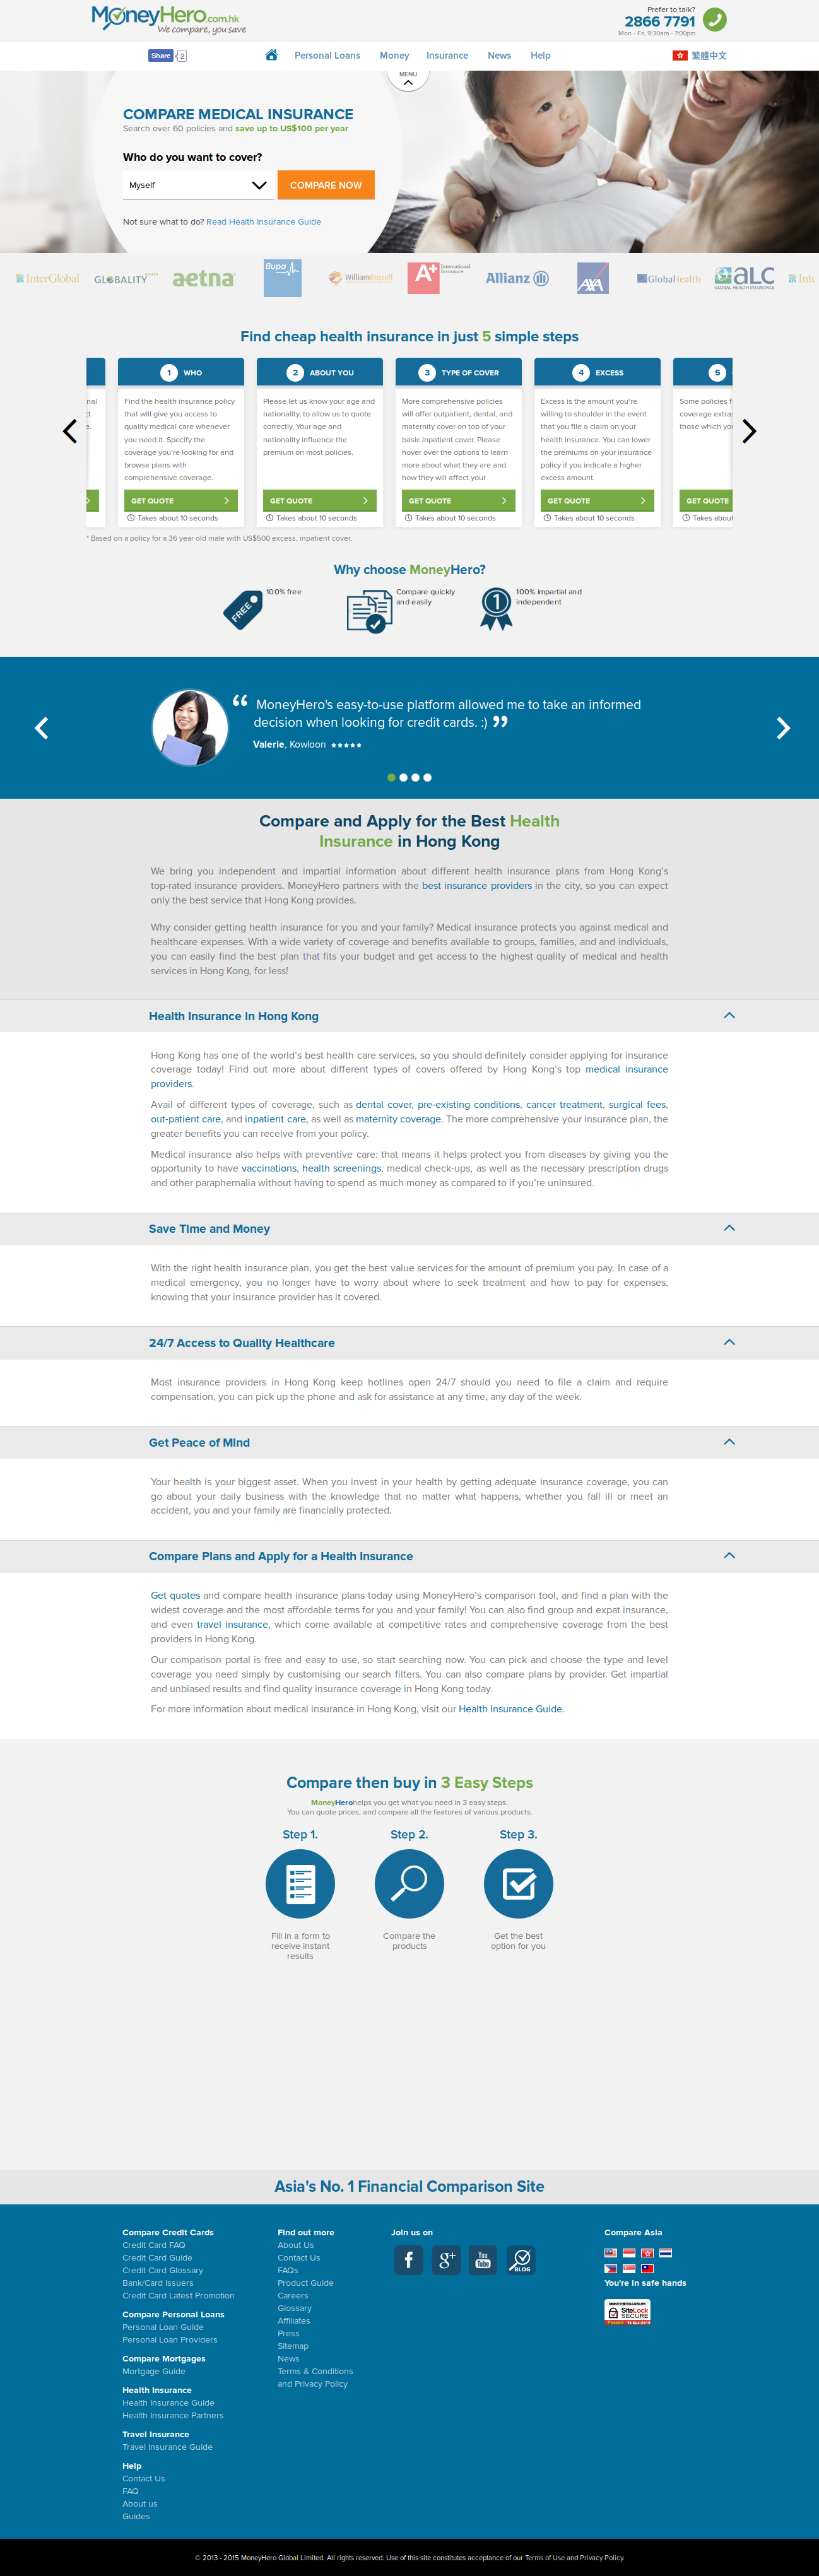 MoneyHero.com.hk
We compare, you save
Prefer to talk?
2866 7791
Mon - Fri, 9:30am - 7:00pm
Share 2
Personal Loans Money Insurance News Help
繁體中文
MENU
COMPARE MEDICAL INSURANCE
Search over 60 policies and save up to US$100 per year
Who do you want to cover?
Myself
COMPARE NOW
Not sure what to do? Read Health Insurance Guide
InterGlobal GLOBALITY HEALTH aetna Bupa WilliamRussell A+ International Insurance Allianz AXA GlobalHealth aLC GLOBAL HEALTH INSURANCE Inte
Find cheap health insurance in just 5 simple steps
1 WHO
Find the health insurance policy
that will give you access to
quality medical care whenever
you need it. Specify the
coverage you're looking for and
browse plans with
comprehensive coverage.
GET QUOTE
Takes about 10 seconds
2 ABOUT YOU
Please let us know your age and
nationality, to allow us to quote
correctly. Your age and
nationality influence the
premium on most policies.
GET QUOTE
Takes about 10 seconds
3 TYPE OF COVER
More comprehensive policies
will offer outpatient, dental, and
maternity cover on top of your
basic inpatient cover. Please
hover over the options to learn
more about what they are and
how they will affect your
GET QUOTE
Takes about 10 seconds
4 EXCESS
Excess is the amount you're
willing to shoulder in the event
that you file a claim on your
health insurance. You can lower
the premiums on your insurance
policy if you indicate a higher
excess amount.
GET QUOTE
Takes about 10 seconds
5
Some policies f
coverage extra
those which yo
GET QUOTE
Takes about
* Based on a policy for a 36 year old male with US$500 excess, inpatient cover.
Why choose MoneyHero?
FREE
100% free
Compare quickly
and easily
1
100% impartial and
independent
“ MoneyHero's easy-to-use platform allowed me to take an informed
decision when looking for credit cards. :) ”
Valerie, Kowloon ★★★★★
Compare and Apply for the Best Health
Insurance in Hong Kong
We bring you independent and impartial information about different health insurance plans from Hong Kong's
top-rated insurance providers. MoneyHero partners with the best insurance providers in the city, so you can expect
only the best service that Hong Kong provides.
Why consider getting health insurance for you and your family? Medical insurance protects you against medical and
healthcare expenses. With a wide variety of coverage and benefits available to groups, families, and and individuals,
you can easily find the best plan that fits your budget and get access to the highest quality of medical and health
services in Hong Kong, for less!
Health Insurance in Hong Kong
Hong Kong has one of the world's best health care services, so you should definitely consider applying for insurance
coverage today! Find out more about different types of covers offered by Hong Kong's top medical insurance
providers.
Avail of different types of coverage, such as dental cover, pre-existing conditions, cancer treatment, surgical fees,
out-patient care, and inpatient care, as well as maternity coverage. The more comprehensive your insurance plan, the
greater benefits you can receive from your policy.
Medical insurance also helps with preventive care: that means it helps protect you from diseases by giving you the
opportunity to have vaccinations, health screenings, medical check-ups, as well as the necessary prescription drugs
and other paraphernalia without having to spend as much money as compared to if you're uninsured.
Save Time and Money
With the right health insurance plan, you get the best value services for the amount of premium you pay. In case of a
medical emergency, you no longer have to worry about where to seek treatment and how to pay for expenses,
knowing that your insurance provider has it covered.
24/7 Access to Quality Healthcare
Most insurance providers in Hong Kong keep hotlines open 24/7 should you need to file a claim and require
compensation, you can pick up the phone and ask for assistance at any time, any day of the week.
Get Peace of Mind
Your health is your biggest asset. When you invest in your health by getting adequate insurance coverage, you can
go about your daily business with the knowledge that no matter what happens, whether you fall ill or meet an
accident, you and your family are financially protected.
Compare Plans and Apply for a Health Insurance
Get quotes and compare health insurance plans today using MoneyHero's comparison tool, and find a plan with the
widest coverage and the most affordable terms for you and your family! You can also find group and expat insurance,
and even travel insurance, which come available at competitive rates and comprehensive coverage from the best
providers in Hong Kong.
Our comparison portal is free and easy to use, so start searching now. You can pick and choose the type and level
coverage you need simply by customising our search filters. You can also compare plans by provider. Get impartial
and unbiased results and find quality insurance coverage in Hong Kong today.
For more information about medical insurance in Hong Kong, visit our Health Insurance Guide.
Compare then buy in 3 Easy Steps
MoneyHerohelps you get what you need in 3 easy steps.
You can quote prices, and compare all the features of various products.
Step 1. Step 2. Step 3.
Fill in a form to
receive instant
results
Compare the
products
Get the best
option for you
Asia's No. 1 Financial Comparison Site
Compare Credit Cards
Credit Card FAQ
Credit Card Guide
Credit Card Glossary
Bank/Card Issuers
Credit Card Latest Promotion
Compare Personal Loans
Personal Loan Guide
Personal Loan Providers
Compare Mortgages
Mortgage Guide
Health Insurance
Health Insurance Guide
Health Insurance Partners
Travel Insurance
Travel Insurance Guide
Help
Contact Us
FAQ
About us
Guides
Find out more
About Us
Contact Us
FAQs
Product Guide
Careers
Glossary
Affiliates
Press
Sitemap
News
Terms & Conditions
and Privacy Policy
Join us on
f g+ You Tube BLOG
Compare Asia
You're in safe hands
SiteLock
SECURE
© 2013 - 2015 MoneyHero Global Limited. All rights reserved. Use of this site constitutes acceptance of our Terms of Use and Privacy Policy.